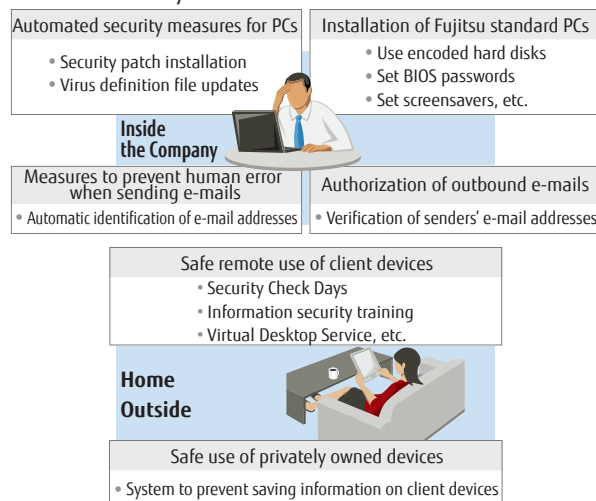 Automated security measures for PCs
• Security patch installation
• Virus definition file updates
Installation of Fujitsu standard PCs
• Use encoded hard disks
• Set BIOS passwords
• Set screensavers, etc.
Inside
the Company
Measures to prevent human error
when sending e-mails
• Automatic identification of e-mail addresses
Authorization of outbound e-mails
• Verification of senders' e-mail addresses
Safe remote use of client devices
• Security Check Days
• Information security training
• Virtual Desktop Service, etc.
Home
Outside
Safe use of privately owned devices
• System to prevent saving information on client devices